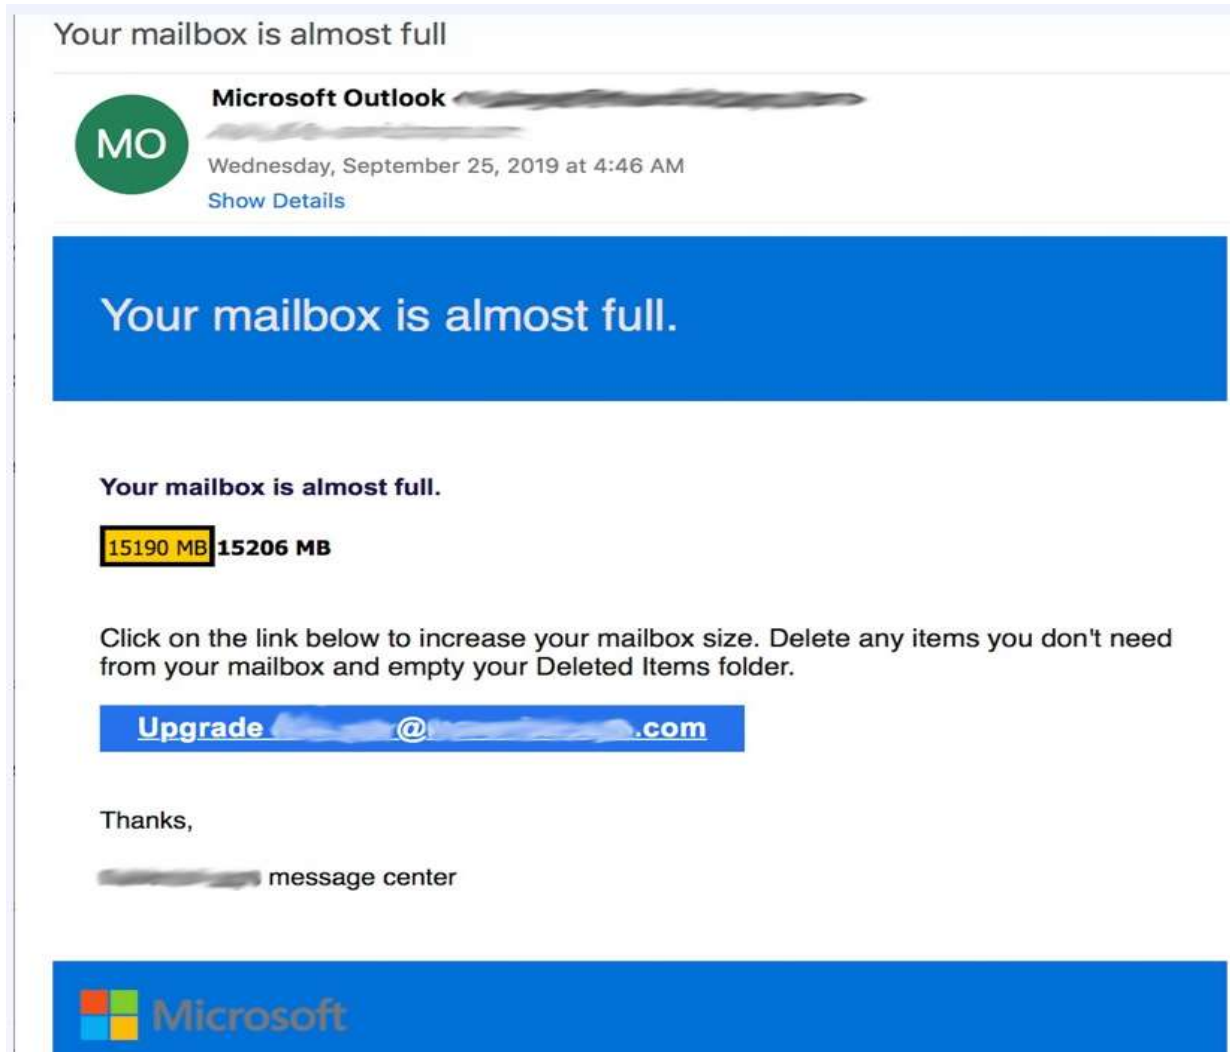 Your mailbox is almost full
Microsoft Outlook
MO
Wednesday, September 25, 2019 at 4:46 AM
Show Details
Your mailbox is almost full.
Your mailbox is almost full.
15190 MB 15206 MB
Click on the link below to increase your mailbox size. Delete any items you don't need
from your mailbox and empty your Deleted Items folder.
Upgrade @ .com
Thanks,
message center
Microsoft